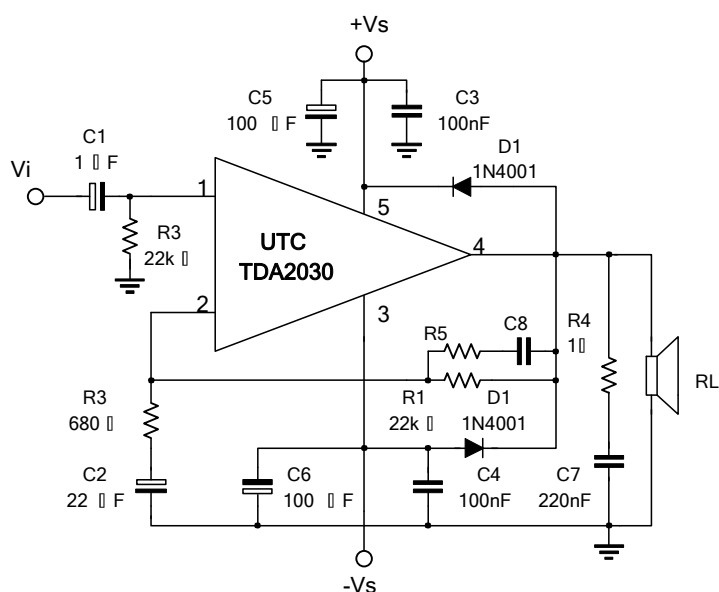 +Vs
C5
100 ▯ F
C3
100nF
C1
1 ▯ F
D1
1N4001
Vi
1
5
R3
22k ▯
UTC
TDA2030
4
2
3
R5
C8
R4
1▯
RL
R3
680 ▯
R1
22k ▯
D1
1N4001
C2
22 ▯ F
C6
100 ▯ F
C4
100nF
C7
220nF
-Vs